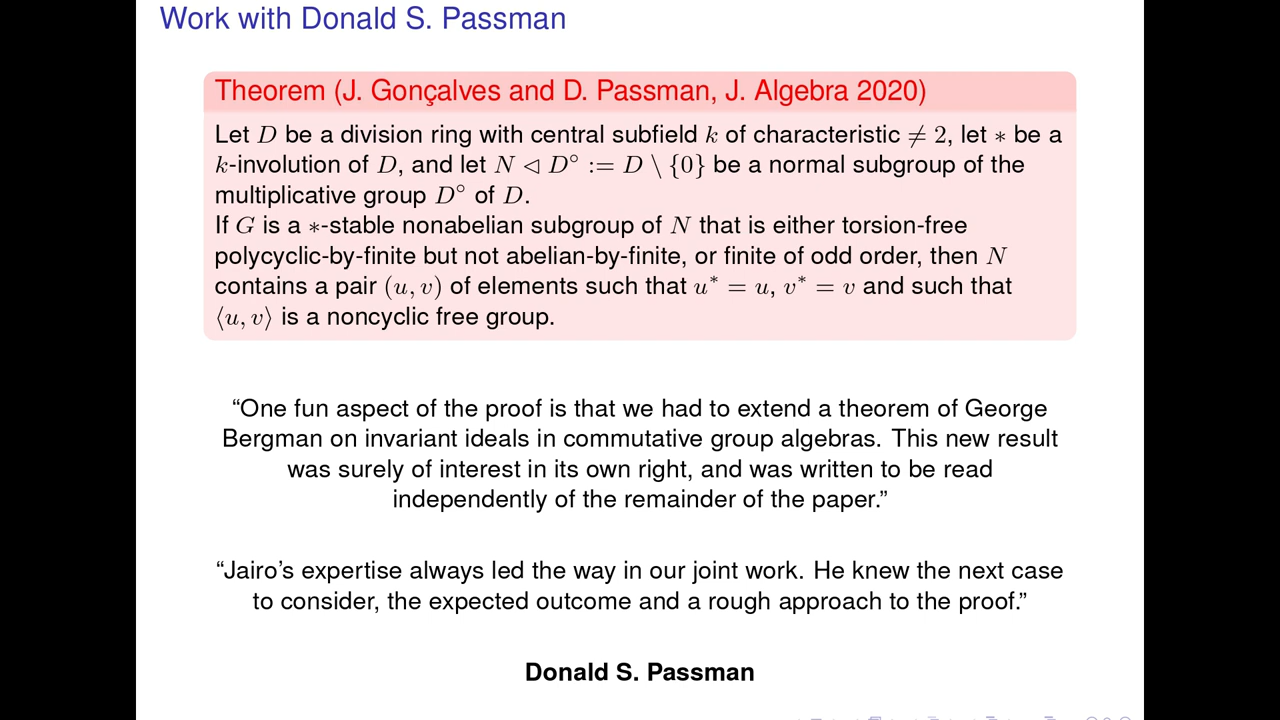 Work with Donald S. Passman
Theorem (J. Gonçalves and D. Passman, J. Algebra 2020)
Let D be a division ring with central subfield k of characteristic ≠ 2, let ∗ be a
k-involution of D, and let N ◁ D° := D \ {0} be a normal subgroup of the
multiplicative group D° of D.
If G is a ∗-stable nonabelian subgroup of N that is either torsion-free
polycyclic-by-finite but not abelian-by-finite, or finite of odd order, then N
contains a pair (u, v) of elements such that u* = u, v* = v and such that
⟨u, v⟩ is a noncyclic free group.
“One fun aspect of the proof is that we had to extend a theorem of George
Bergman on invariant ideals in commutative group algebras. This new result
was surely of interest in its own right, and was written to be read
independently of the remainder of the paper.”
“Jairo’s expertise always led the way in our joint work. He knew the next case
to consider, the expected outcome and a rough approach to the proof.”
Donald S. Passman